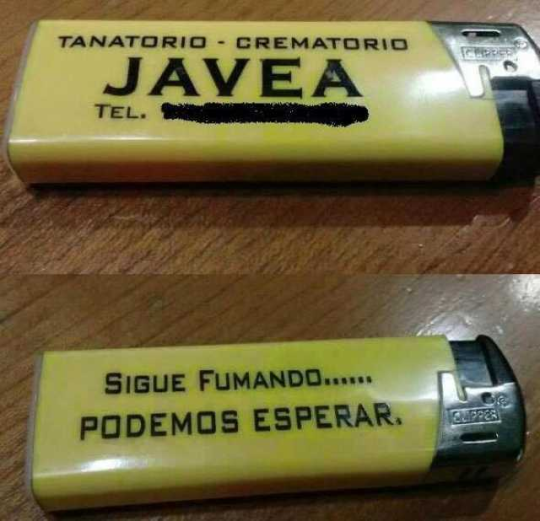 TANATORIO - CREMATORIO
JAVEA
TEL.
CLIPPER
SIGUE FUMANDO......
PODEMOS ESPERAR.
CLIPPER ®